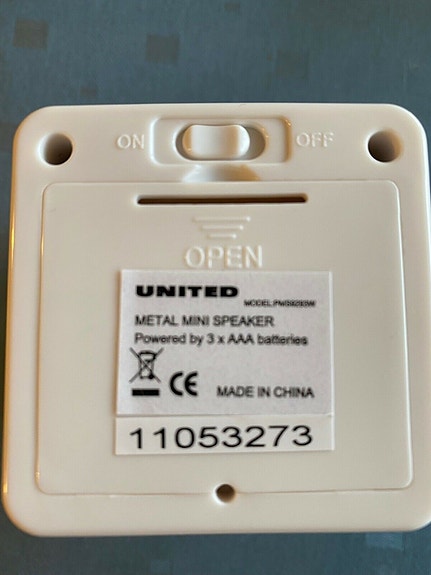 ON OFF
OPEN
UNITED
METAL MINI SPEAKER
Powered by 3 x AAA batteries
CE MADE IN CHINA
11053273